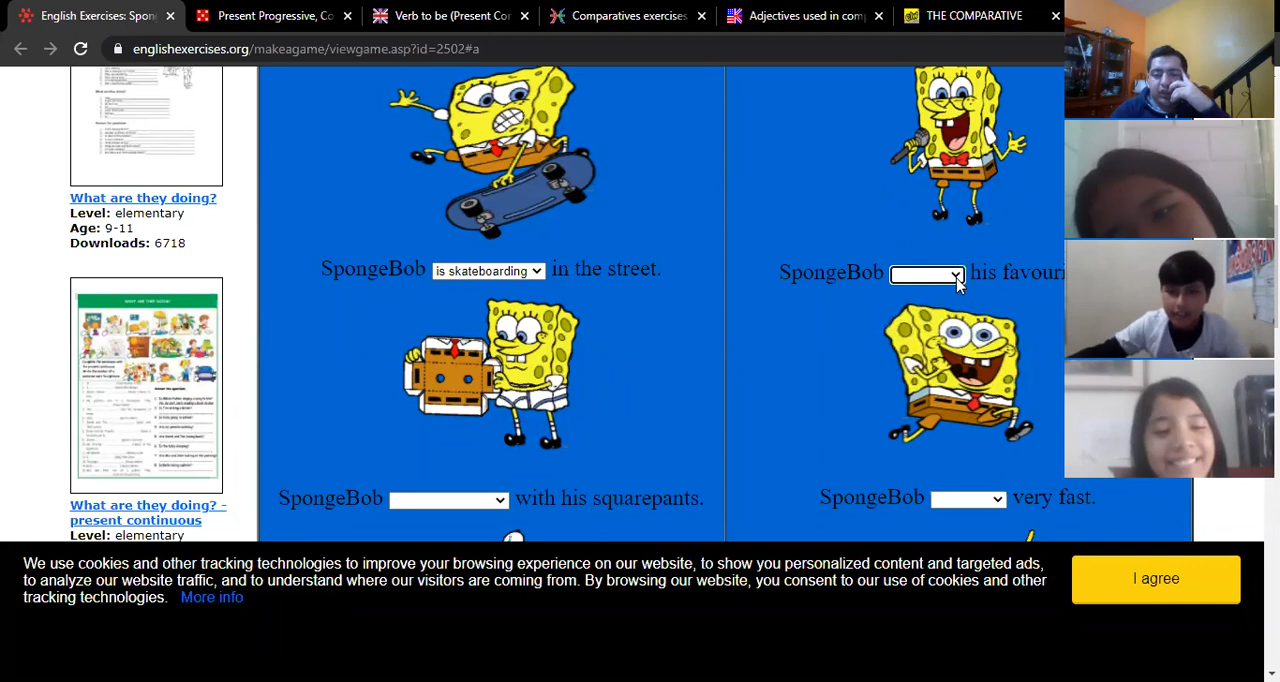 English Exercises: Spon
Present Progressive, Co
Verb to be (Present Cor
Comparatives exercises
Adjectives used in com
THE COMPARATIVE
englishexercises.org/makeagame/viewgame.asp?id=2502#a
What are they doing?
Level: elementary
Age: 9-11
Downloads: 6718
SpongeBob is skateboarding in the street.
SpongeBob his favouri
WHAT ARE THEY DOING?
SpongeBob with his squarepants.
SpongeBob very fast.
What are they doing? -
present continuous
Level: elementary
We use cookies and other tracking technologies to improve your browsing experience on our website, to show you personalized content and targeted ads,
to analyze our website traffic, and to understand where our visitors are coming from. By browsing our website, you consent to our use of cookies and other
tracking technologies. More info
I agree